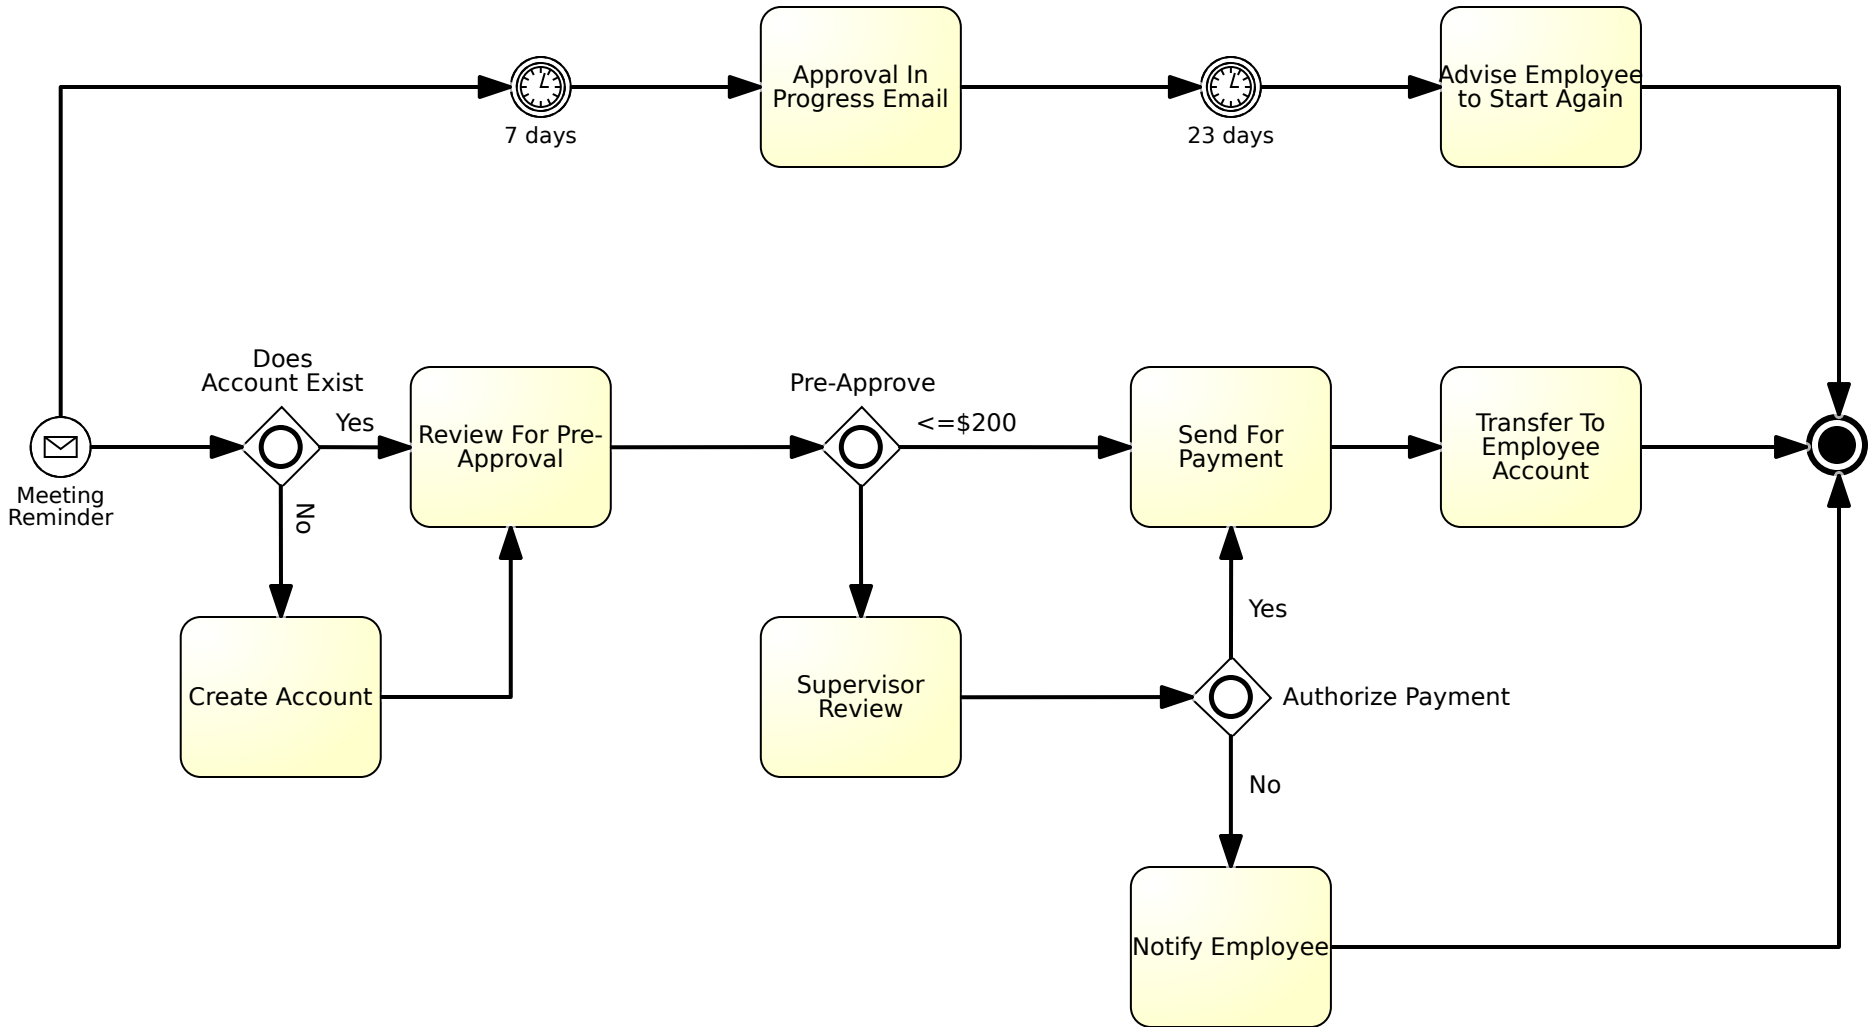 Approval In
Progress Email
Advise Employee
to Start Again
7 days
23 days
Does
Account Exist
Yes
Review For Pre-
Approval
Pre-Approve
<=$200
Send For
Payment
Transfer To
Employee
Account
Meeting
Reminder
No
Create Account
Supervisor
Review
Yes
Authorize Payment
No
Notify Employee